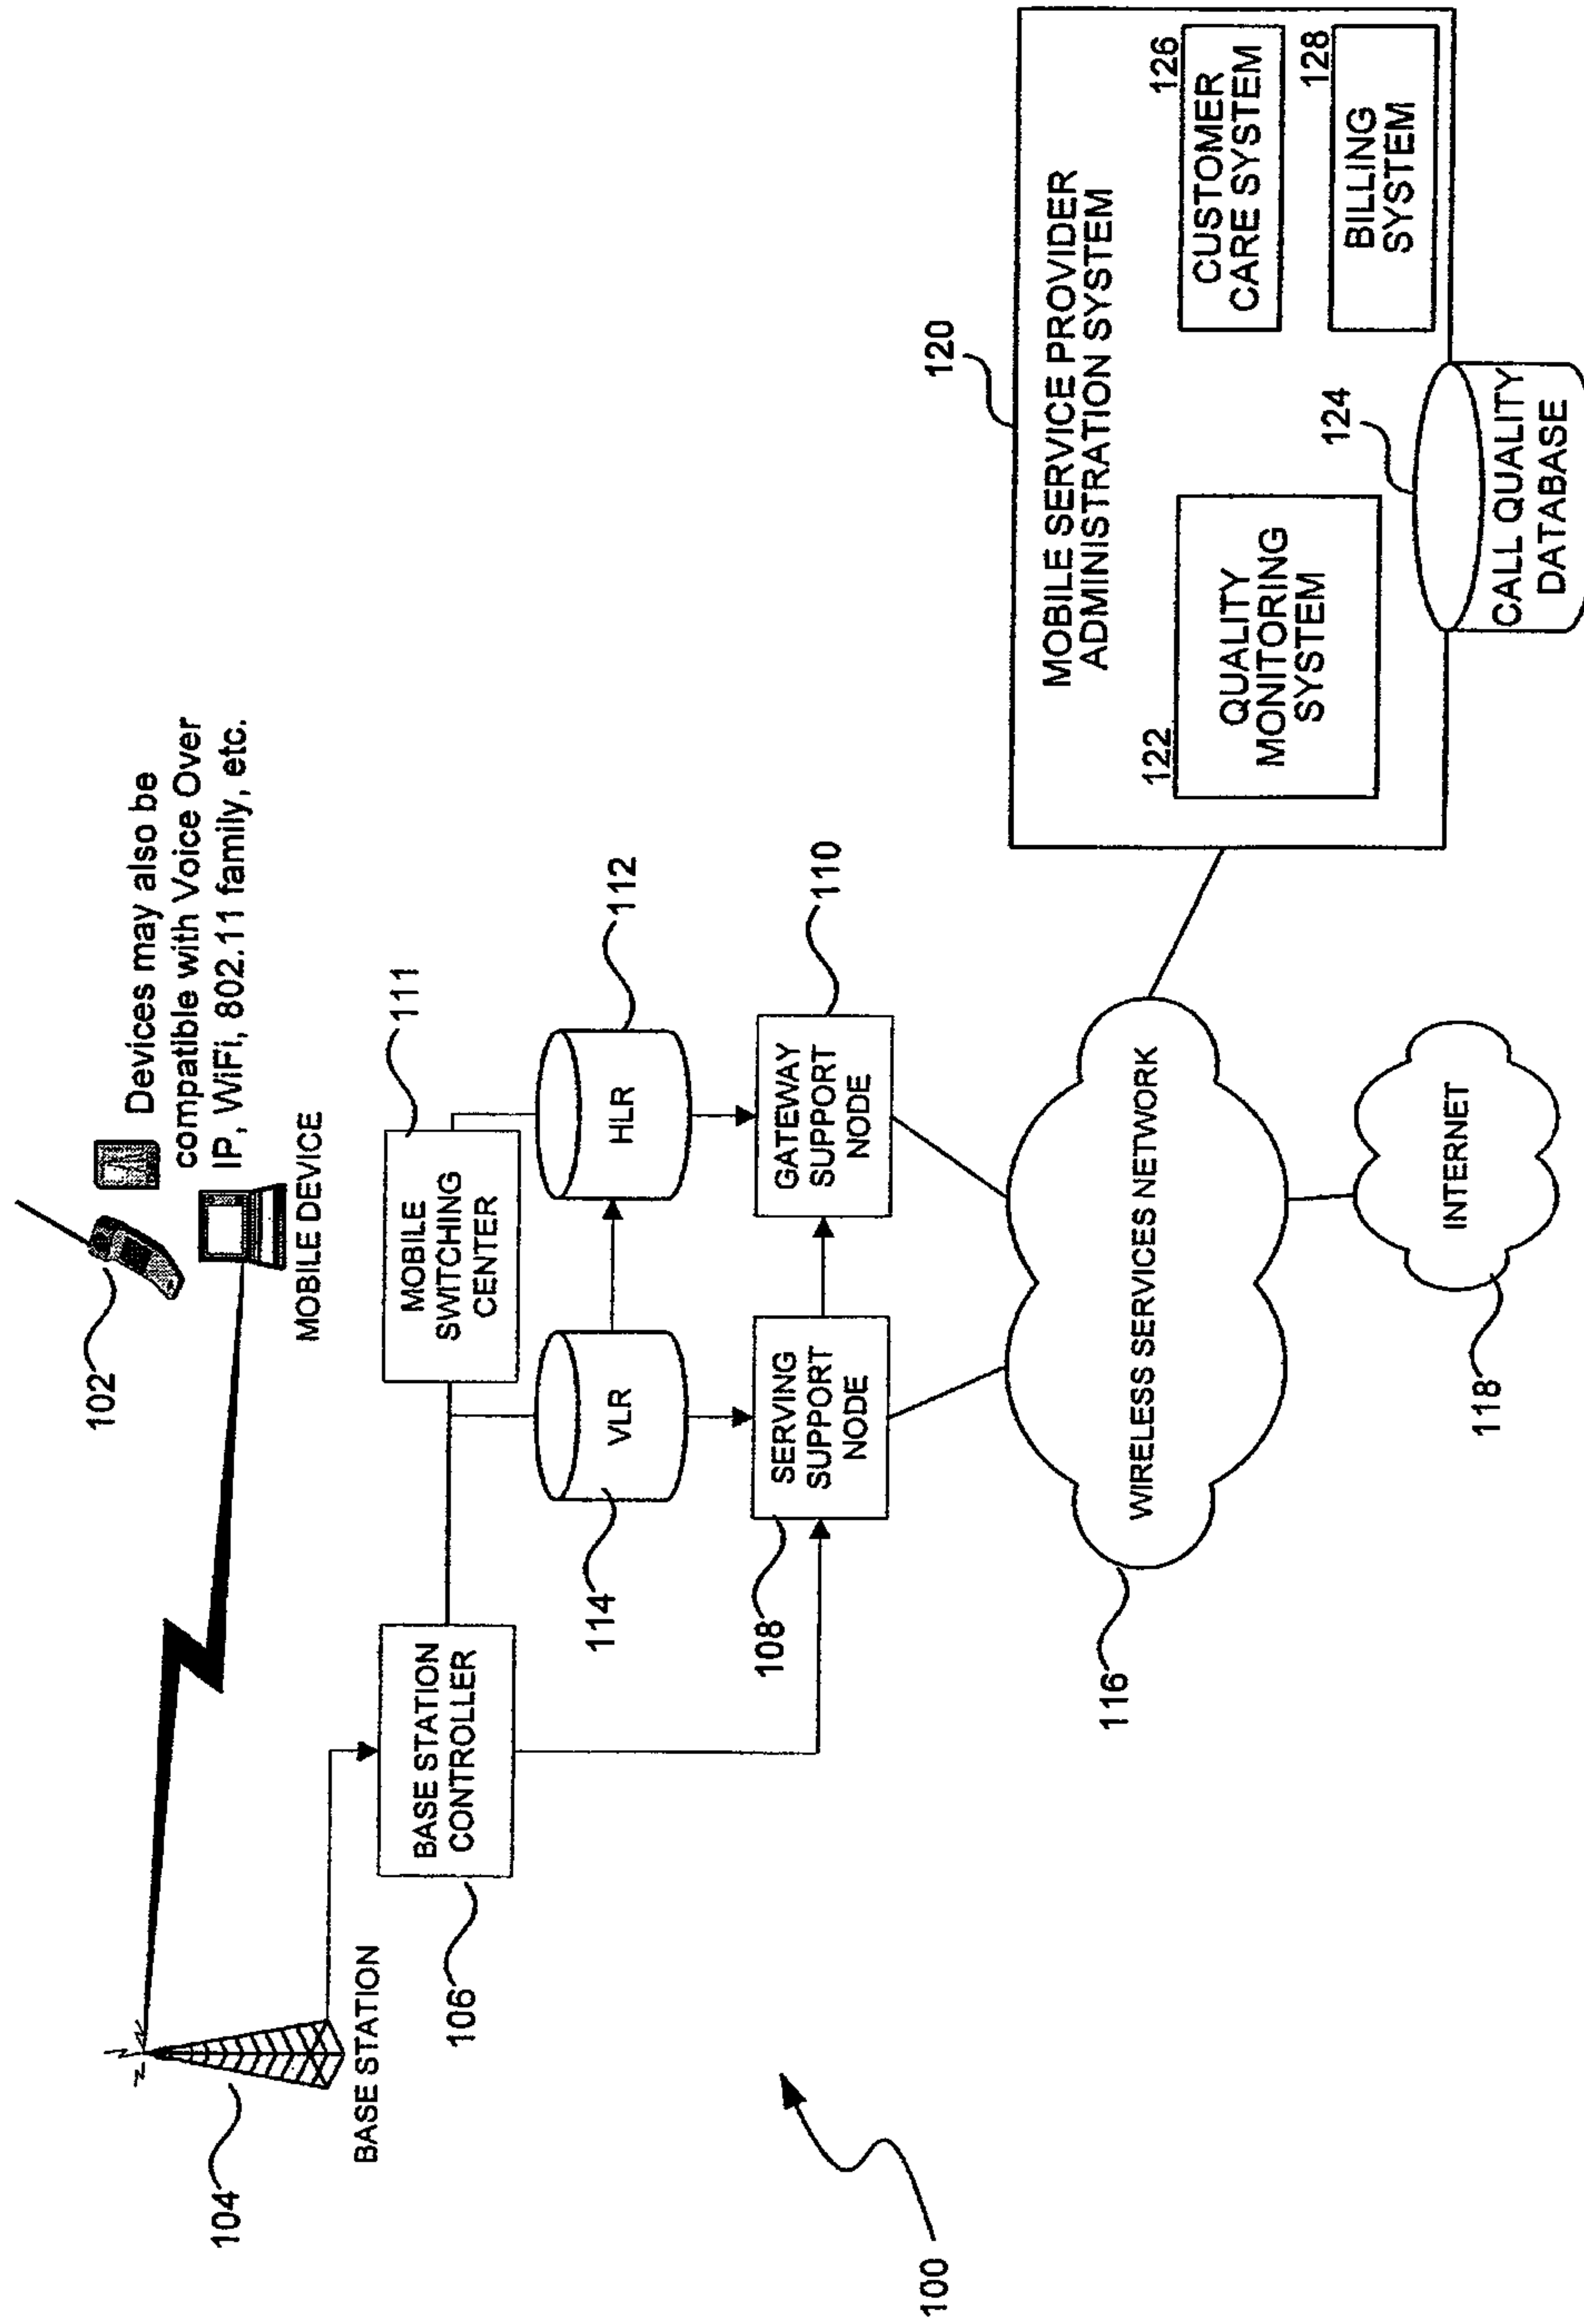 102
Devices may also be
compatible with Voice Over
IP, WiFi, 802.11 family, etc.
MOBILE DEVICE
104
BASE STATION
106
BASE STATION
CONTROLLER
111
MOBILE
SWITCHING
CENTER
114
VLR
112
HLR
108
SERVING
SUPPORT
NODE
110
GATEWAY
SUPPORT
NODE
100
116
WIRELESS SERVICES NETWORK
118
INTERNET
120
MOBILE SERVICE PROVIDER
ADMINISTRATION SYSTEM
122
QUALITY
MONITORING
SYSTEM
126
CUSTOMER
CARE SYSTEM
128
BILLING
SYSTEM
124
CALL QUALITY
DATABASE